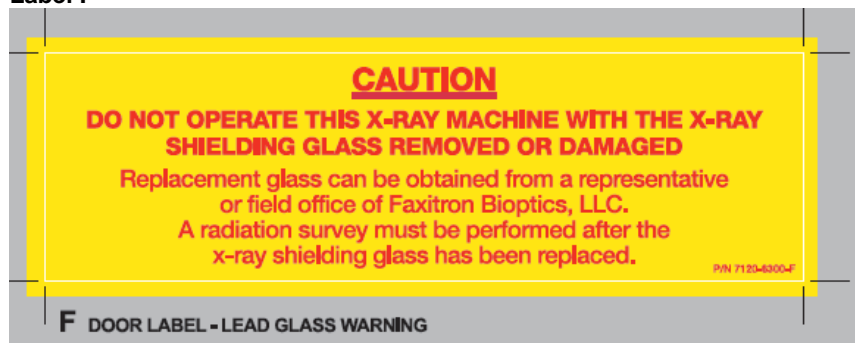 CAUTION
DO NOT OPERATE THIS X-RAY MACHINE WITH THE X-RAY
SHIELDING GLASS REMOVED OR DAMAGED
Replacement glass can be obtained from a representative
or field office of Faxitron Bioptics, LLC.
A radiation survey must be performed after the
x-ray shielding glass has been replaced.
P/N 7120-6300-F
F DOOR LABEL - LEAD GLASS WARNING